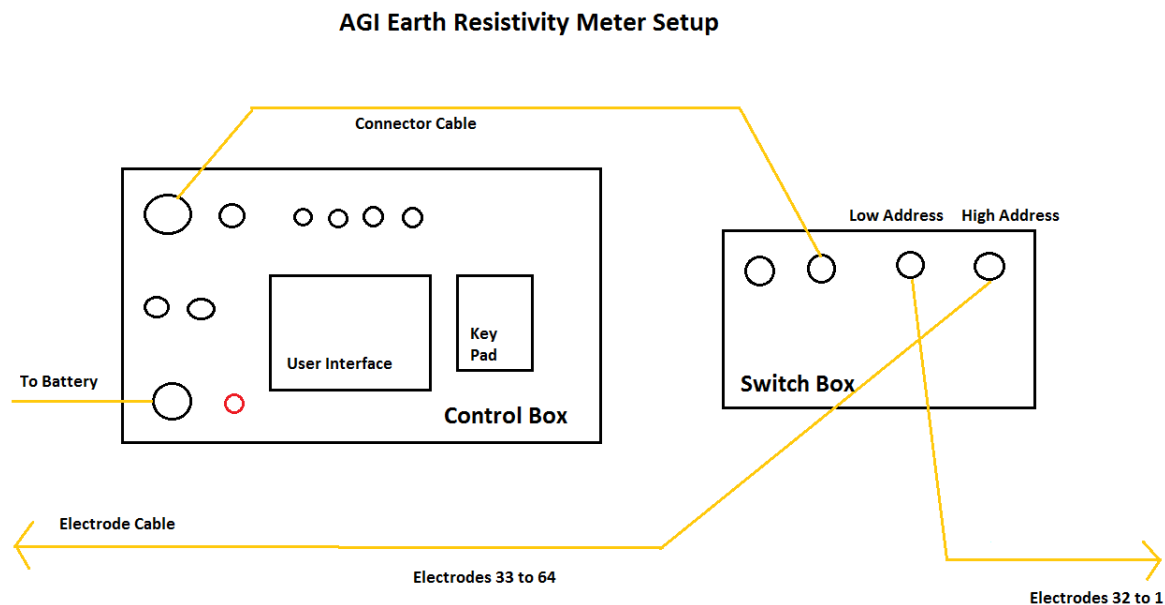 AGI Earth Resistivity Meter Setup
Connector Cable
Low Address
High Address
Key
Pad
User Interface
To Battery
Switch Box
Control Box
Electrode Cable
Electrodes 33 to 64
Electrodes 32 to 1